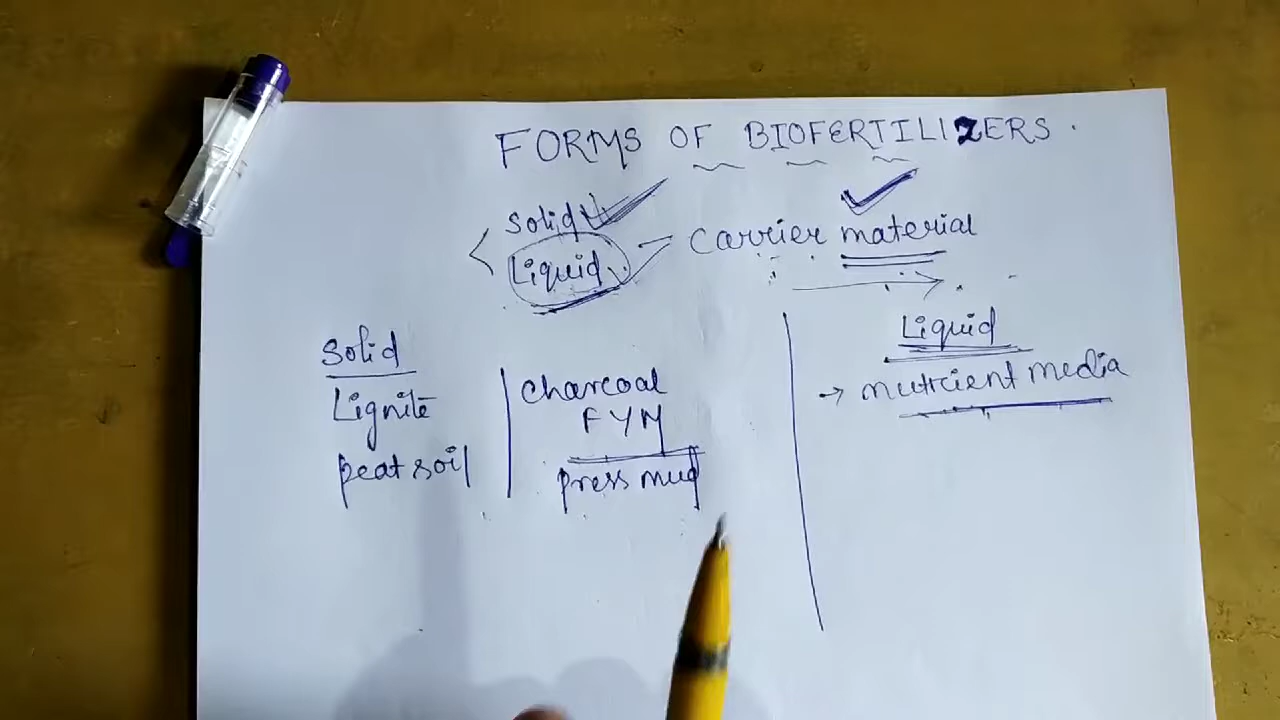 FORMS OF BIOFERTILIZERS.
Solid
Liquid
Carrier material
Solid
Lignite
peat soil
charcoal
FYM
press mud
Liquid
→ nutrient media